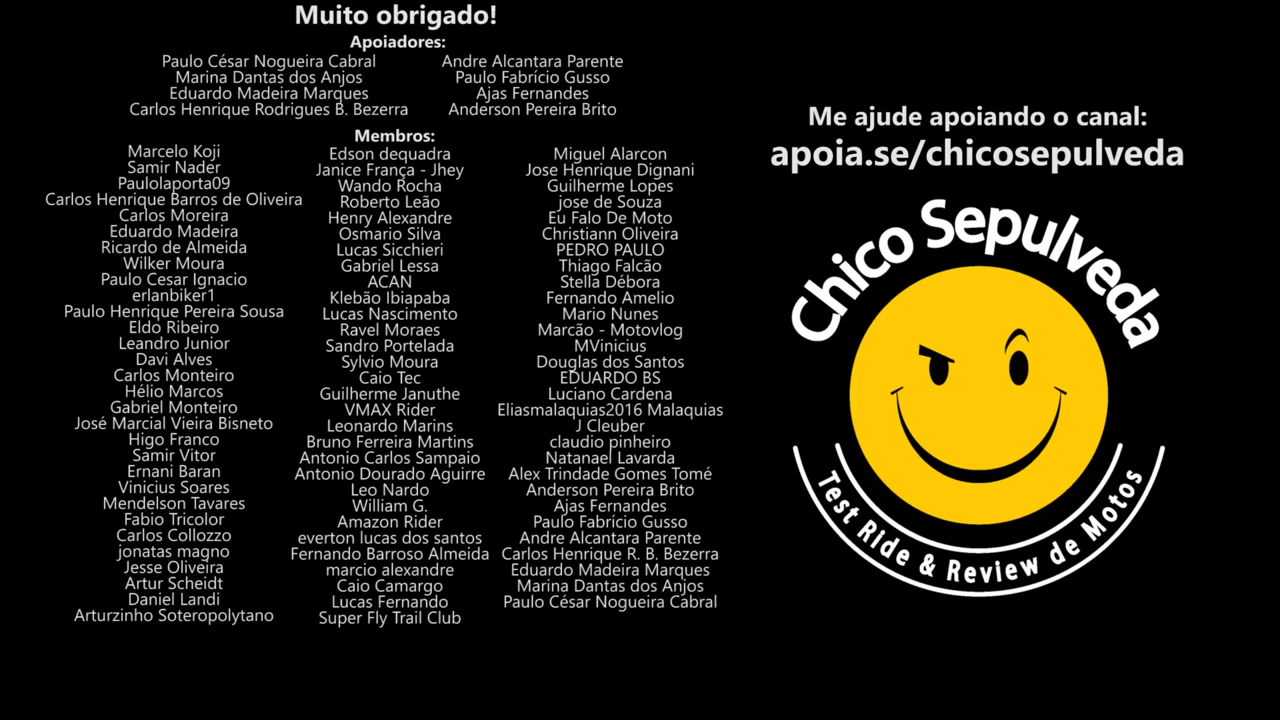 Muito obrigado!
Apoiadores:
Paulo César Nogueira Cabral
Marina Dantas dos Anjos
Eduardo Madeira Marques
Carlos Henrique Rodrigues B. Bezerra
Andre Alcantara Parente
Paulo Fabrício Gusso
Ajas Fernandes
Anderson Pereira Brito
Membros:
Marcelo Koji
Samir Nader
Paulolaporta09
Carlos Henrique Barros de Oliveira
Carlos Moreira
Eduardo Madeira
Ricardo de Almeida
Wilker Moura
Paulo Cesar Ignacio
erlanbiker1
Paulo Henrique Pereira Sousa
Eldo Ribeiro
Leandro Junior
Davi Alves
Carlos Monteiro
Hélio Marcos
Gabriel Monteiro
José Marcial Vieira Bisneto
Higo Franco
Samir Vitor
Ernani Baran
Vinicius Soares
Mendelson Tavares
Fabio Tricolor
Carlos Collozzo
jonatas magno
Jesse Oliveira
Artur Scheidt
Daniel Landi
Arturzinho Soteropolytano
Edson dequadra
Janice França - Jhey
Wando Rocha
Roberto Leão
Henry Alexandre
Osmario Silva
Lucas Sicchieri
Gabriel Lessa
ACAN
Klebão Ibiapaba
Lucas Nascimento
Ravel Moraes
Sandro Portelada
Sylvio Moura
Caio Tec
Guilherme Januthe
VMAX Rider
Leonardo Marins
Bruno Ferreira Martins
Antonio Carlos Sampaio
Antonio Dourado Aguirre
Leo Nardo
William G.
Amazon Rider
everton lucas dos santos
Fernando Barroso Almeida
marcio alexandre
Caio Camargo
Lucas Fernando
Super Fly Trail Club
Miguel Alarcon
Jose Henrique Dignani
Guilherme Lopes
jose de Souza
Eu Falo De Moto
Christiann Oliveira
PEDRO PAULO
Thiago Falcão
Stella Débora
Fernando Amelio
Mario Nunes
Marcão - Motovlog
MVinicius
Douglas dos Santos
EDUARDO BS
Luciano Cardena
Eliasmalaquias2016 Malaquias
J Cleuber
claudio pinheiro
Natanael Lavarda
Alex Trindade Gomes Tomé
Anderson Pereira Brito
Ajas Fernandes
Paulo Fabrício Gusso
Andre Alcantara Parente
Carlos Henrique R. B. Bezerra
Eduardo Madeira Marques
Marina Dantas dos Anjos
Paulo César Nogueira Cabral
Me ajude apoiando o canal:
apoia.se/chicosepulveda
Chico Sepulveda
Test Ride & Review de Motos